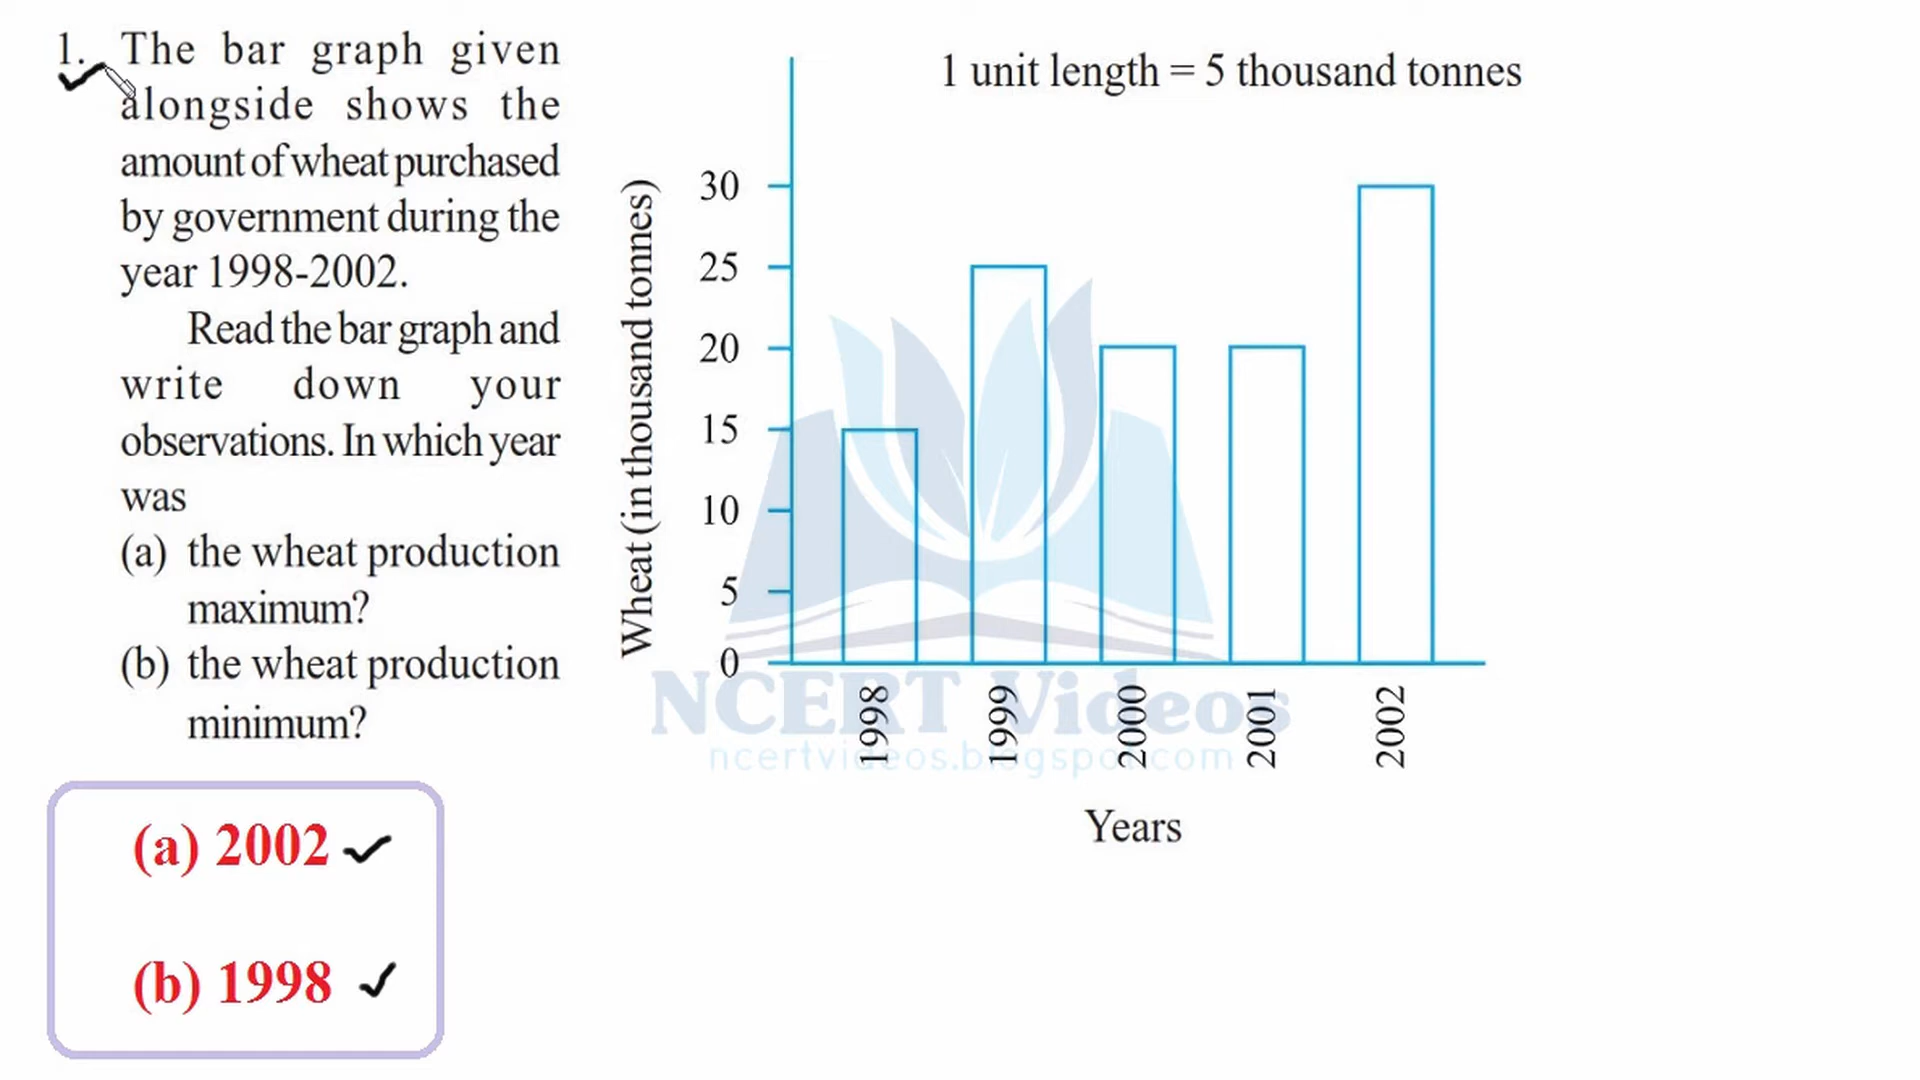 1. The bar graph given
alongside shows the
amount of wheat purchased
by government during the
year 1998-2002.
Read the bar graph and
write down your
observations. In which year
was
(a) the wheat production
maximum?
(b) the wheat production
minimum?
(a) 2002
(b) 1998
1 unit length = 5 thousand tonnes
Wheat (in thousand tonnes)
30
25
20
15
10
5
0
1998
1999
2000
2001
2002
Years
NCERT Videos
ncertvideos.blogspot.com